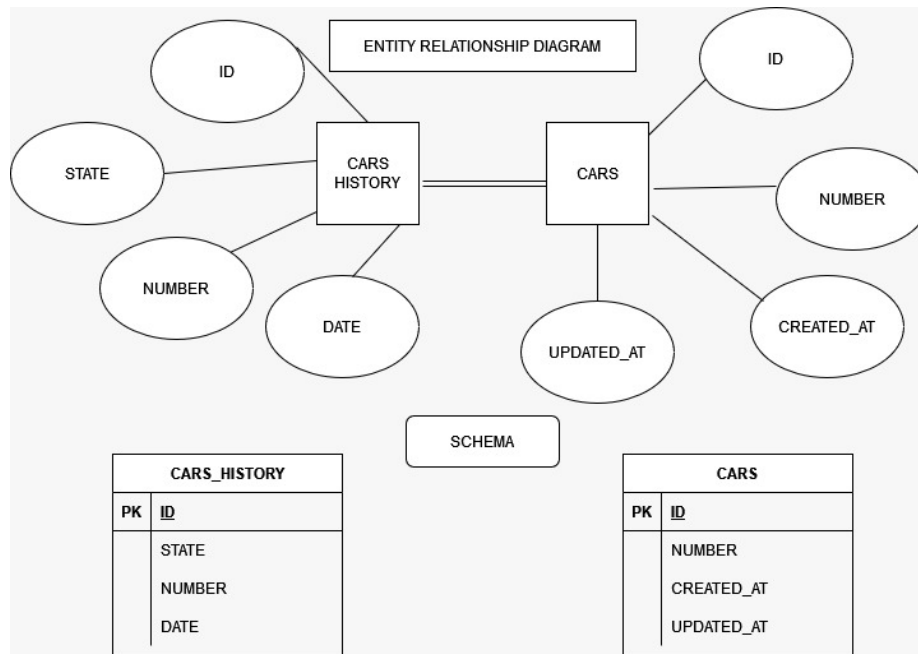 ENTITY RELATIONSHIP DIAGRAM
ID
ID
STATE
CARS
HISTORY
CARS
NUMBER
NUMBER
DATE
CREATED_AT
UPDATED_AT
SCHEMA
CARS_HISTORY
PK ID
STATE
NUMBER
DATE
CARS
PK ID
NUMBER
CREATED_AT
UPDATED_AT